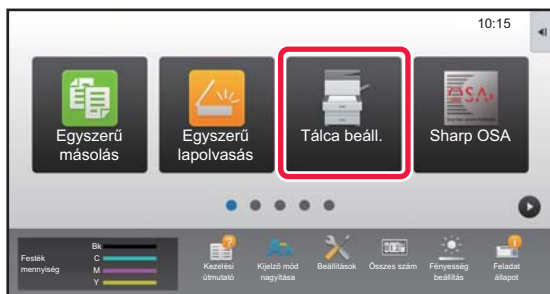 10:15
Egyszerű
másolás
Egyszerű
lapolvasás
Tálca beáll.
OSA
Sharp OSA
Festék
mennyiség
Bk
C
M
Y
Kezelési
útmutató
Kijelző mód
nagyítása
Beállítások
Összes szám
Fényesség
beállítás
Feladat
állapot